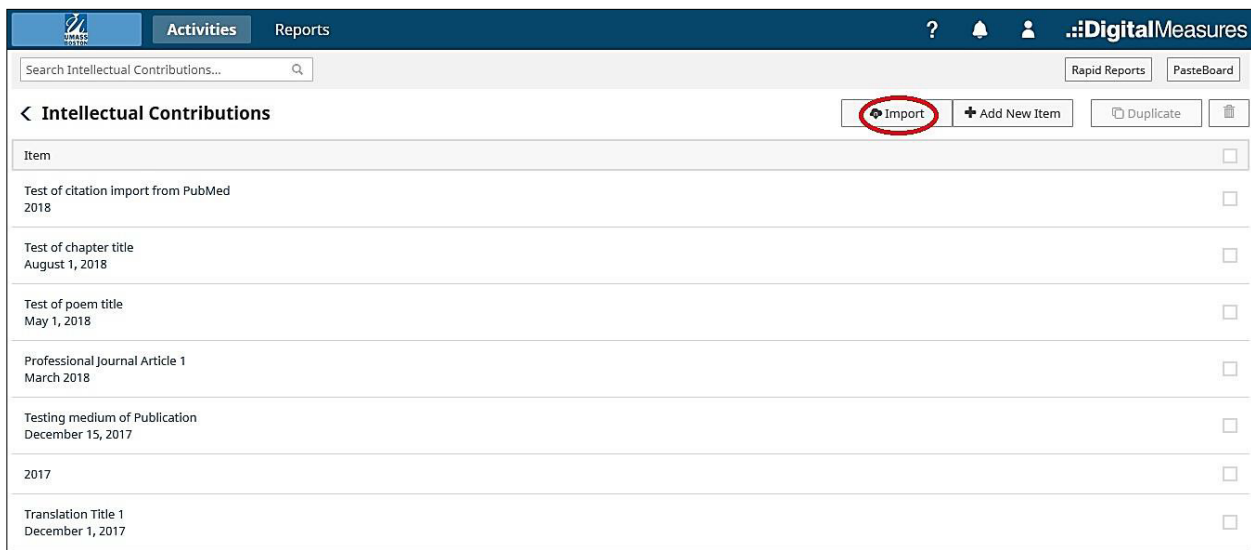 UMASS
BOSTON
Activities
Reports
?
.::DigitalMeasures
Search Intellectual Contributions...
Rapid Reports
PasteBoard
< Intellectual Contributions
Import
+ Add New Item
Duplicate
Item
Test of citation import from PubMed
2018
Test of chapter title
August 1, 2018
Test of poem title
May 1, 2018
Professional Journal Article 1
March 2018
Testing medium of Publication
December 15, 2017
2017
Translation Title 1
December 1, 2017